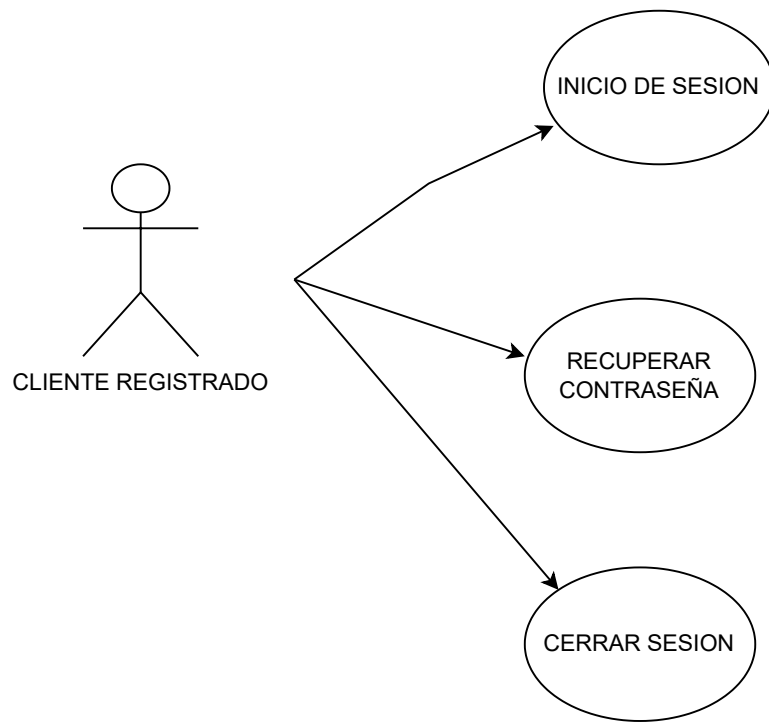 INICIO DE SESION
CLIENTE REGISTRADO
RECUPERAR
CONTRASEÑA
CERRAR SESION